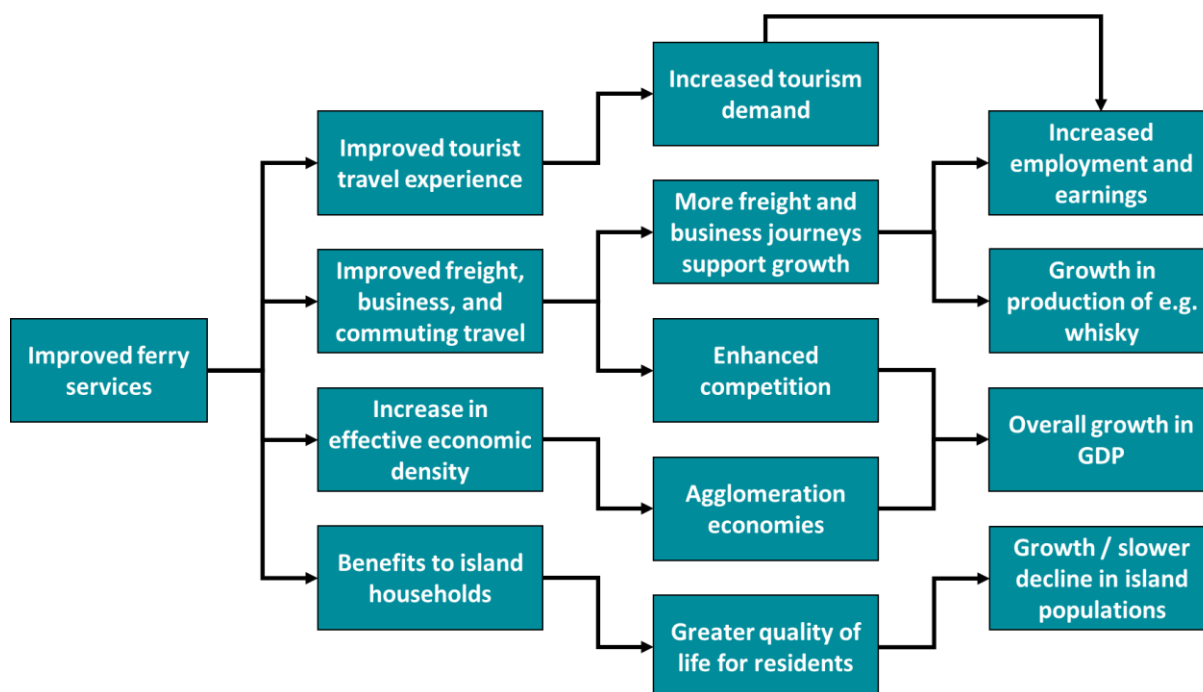 Improved ferry
services
Improved tourist
travel experience
Improved freight,
business, and
commuting travel
Increase in
effective economic
density
Benefits to island
households
Increased tourism
demand
More freight and
business journeys
support growth
Enhanced
competition
Agglomeration
economies
Greater quality of
life for residents
Increased
employment and
earnings
Growth in
production of e.g.
whisky
Overall growth in
GDP
Growth / slower
decline in island
populations